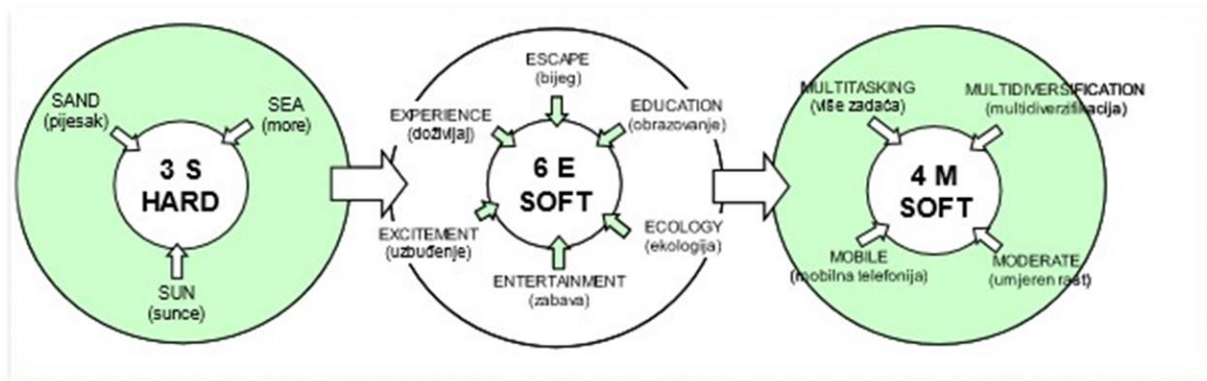 SAND
(pijesak)
SEA
(more)
3 S
HARD
SUN
(sunce)
ESCAPE
(bijeg)
EXPERIENCE
(doživljaj)
EDUCATION
(obrazovanje)
6 E
SOFT
EXCITEMENT
(uzbuđenje)
ECOLOGY
(ekologija)
ENTERTAINMENT
(zabava)
MULTITASKING
(više zadaća)
MULTIDIVERSIFICATION
(multidiverzifikacija)
4 M
SOFT
MOBILE
(mobilna telefonija)
MODERATE
(umjeren rast)